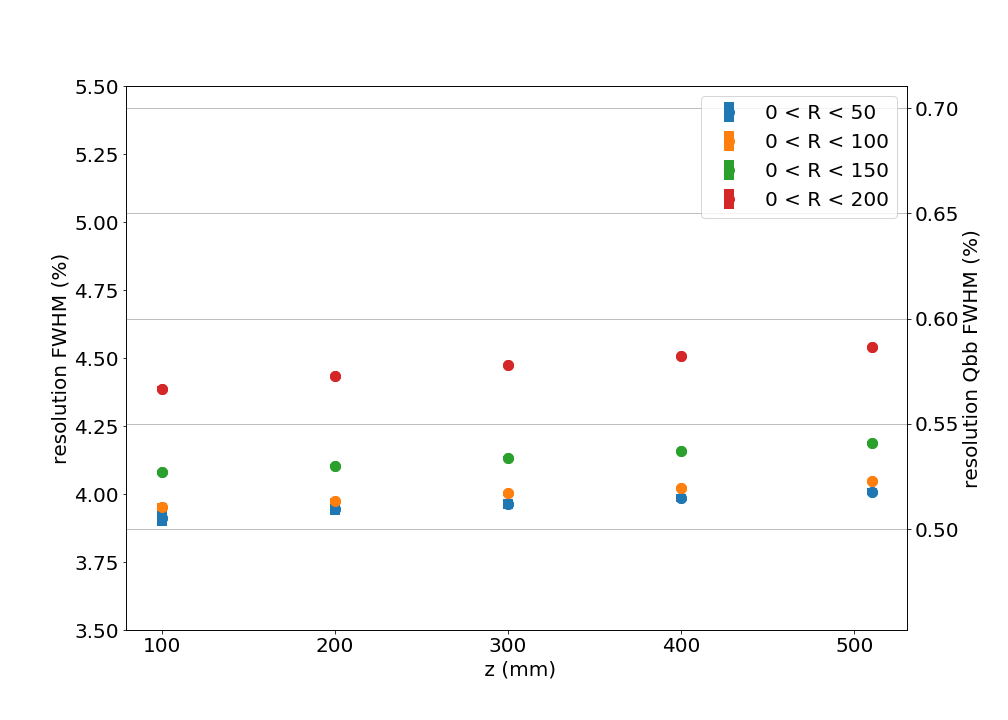 5.50
5.25
5.00
4.75
4.50
4.25
4.00
3.75
3.50
resolution FWHM (%)
100
200
300
400
500
z (mm)
0 < R < 50
0 < R < 100
0 < R < 150
0 < R < 200
0.70
0.65
0.60
0.55
0.50
resolution Qbb FWHM (%)